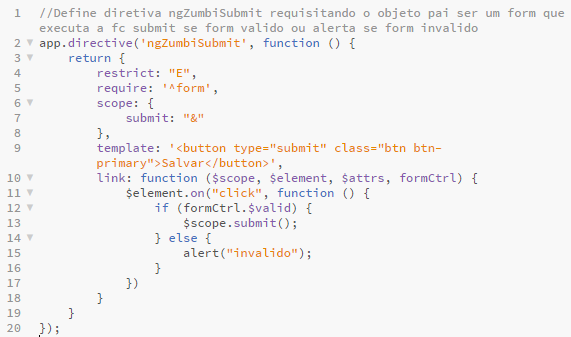 1 //Define diretiva ngZumbiSubmit requisitando o objeto pai ser um form que
executa a fc submit se form valido ou alerta se form invalido
2 app.directive('ngZumbiSubmit', function () {
3 return {
4 restrict: "E",
5 require: '^form',
6 scope: {
7 submit: "&"
8 },
9 template: '<button type="submit" class="btn btn-
primary">Salvar</button>',
10 link: function ($scope, $element, $attrs, formCtrl) {
11 $element.on("click", function () {
12 if (formCtrl.$valid) {
13 $scope.submit();
14 } else {
15 alert("invalido");
16 }
17 })
18 }
19 }
20 });